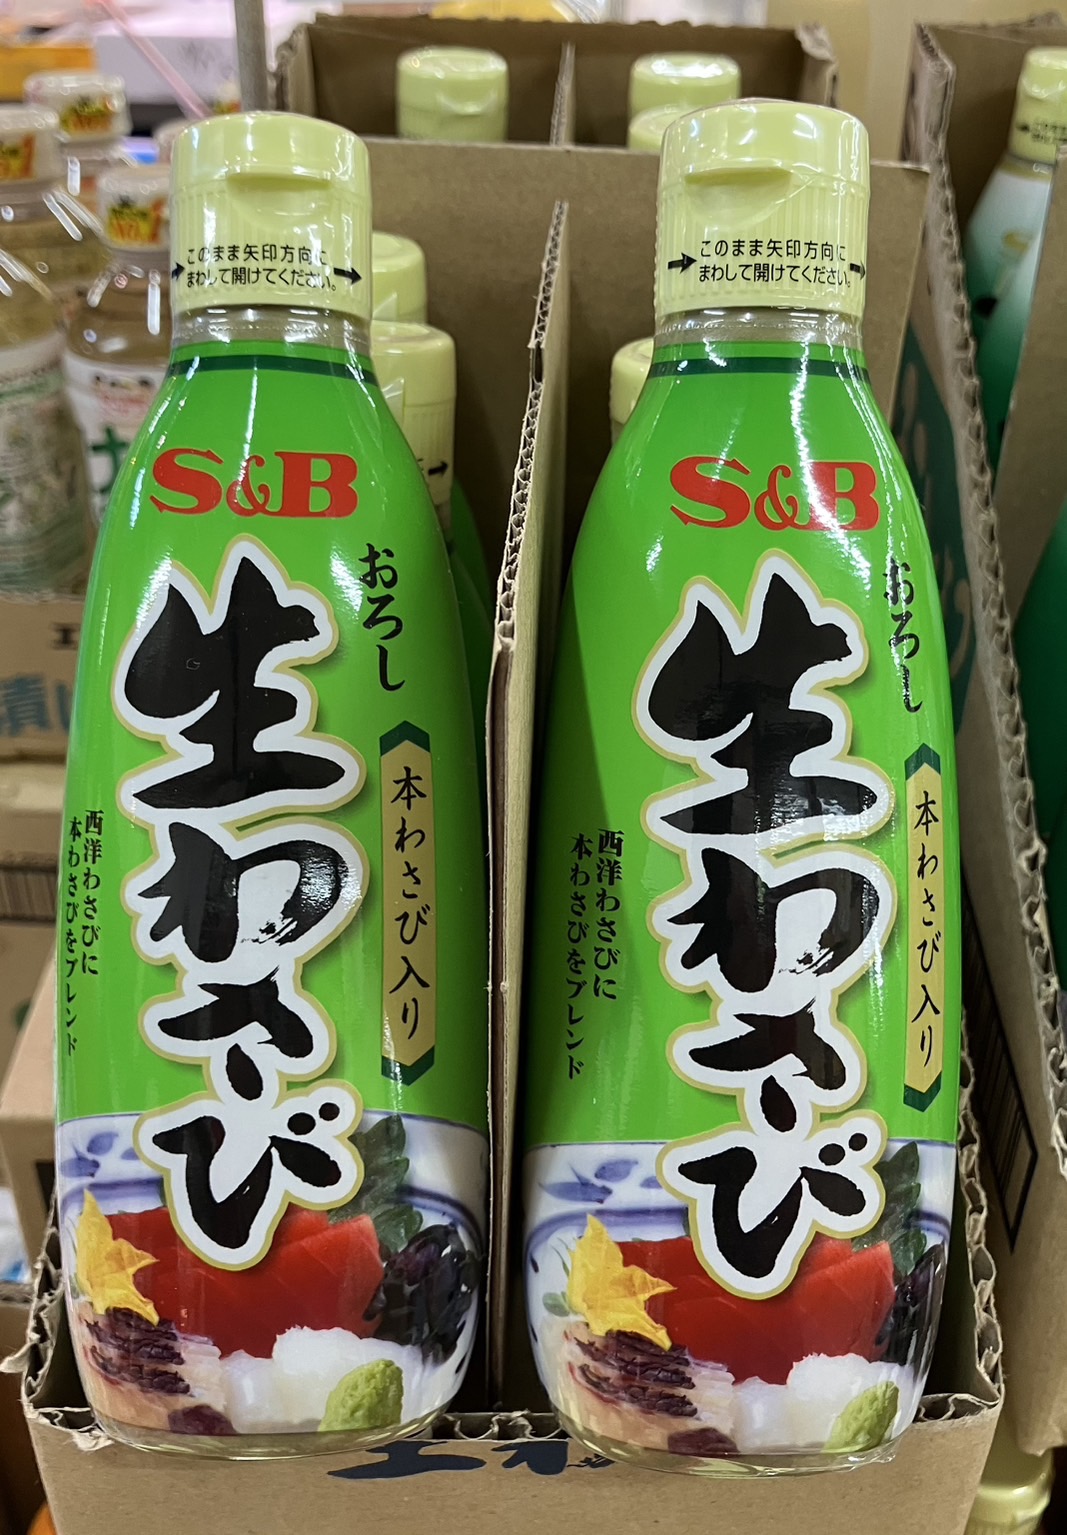 このまま矢印方向に
まわして開けてください。
S&B
おろし
生わさび
本わさび入り
西洋わさびに
本わさびをブレンド
このまま矢印方向に
まわして開けてください。
S&B
おろし
生わさび
本わさび入り
西洋わさびに
本わさびをブレンド